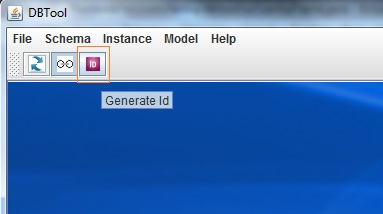 DBTool
File Schema Instance Model Help
ID
Generate Id